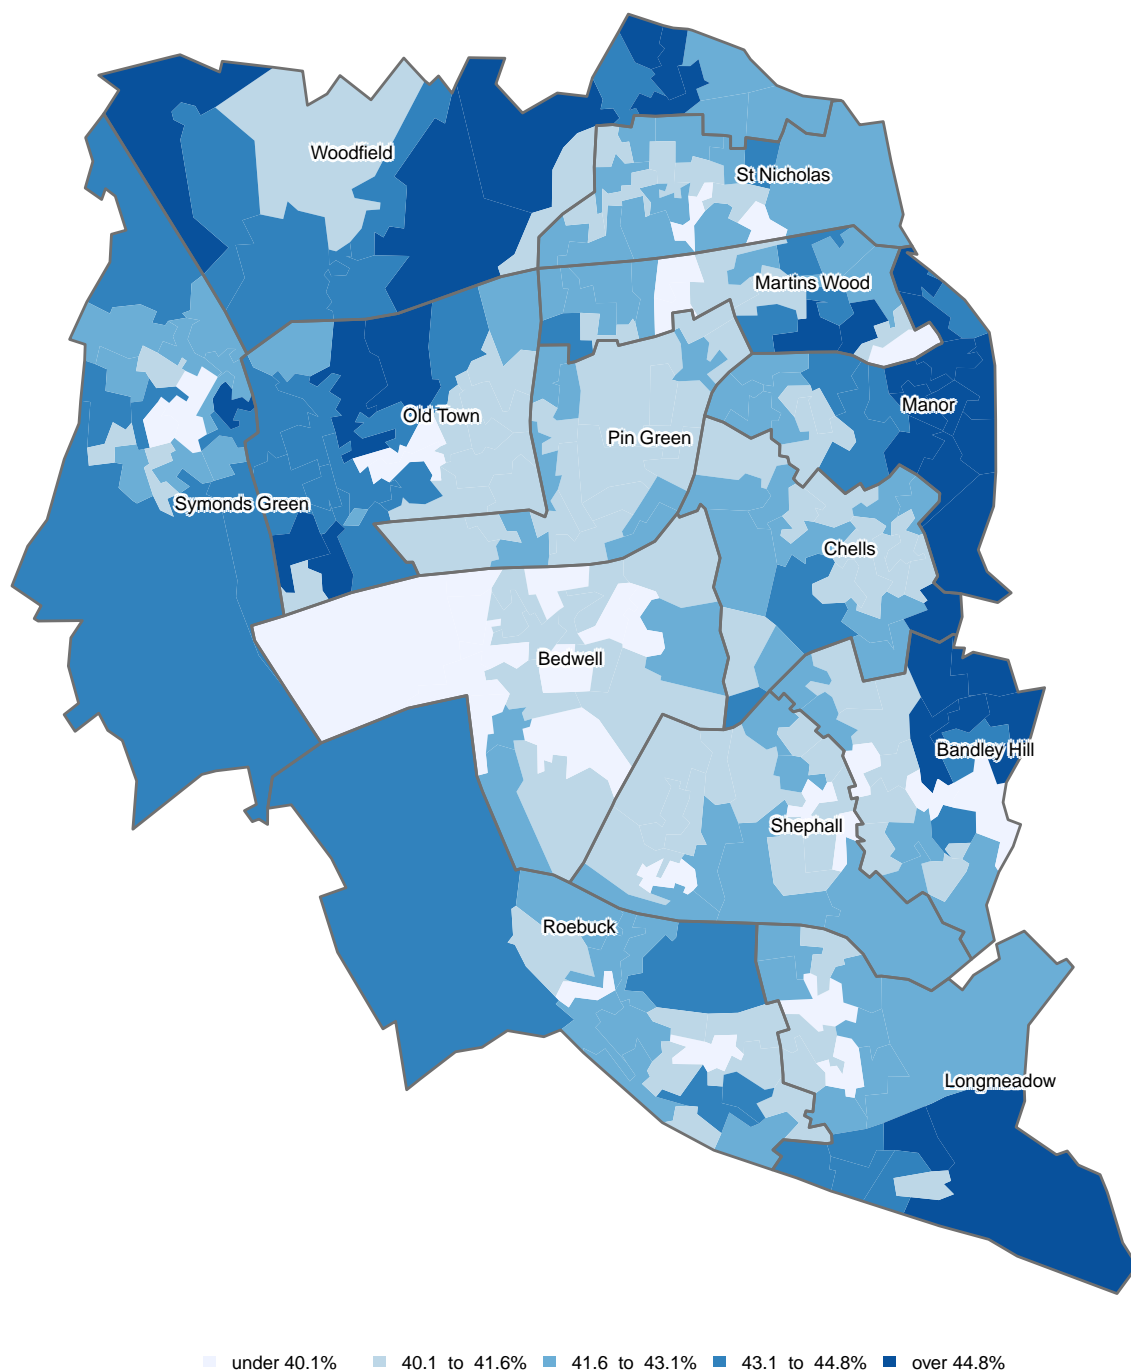 Woodfield
St Nicholas
Martins Wood
Manor
Old Town
Pin Green
Symonds Green
Chells
Bedwell
Bandley Hill
Shephall
Roebuck
Longmeadow
under 40.1% 40.1 to 41.6% 41.6 to 43.1% 43.1 to 44.8% over 44.8%